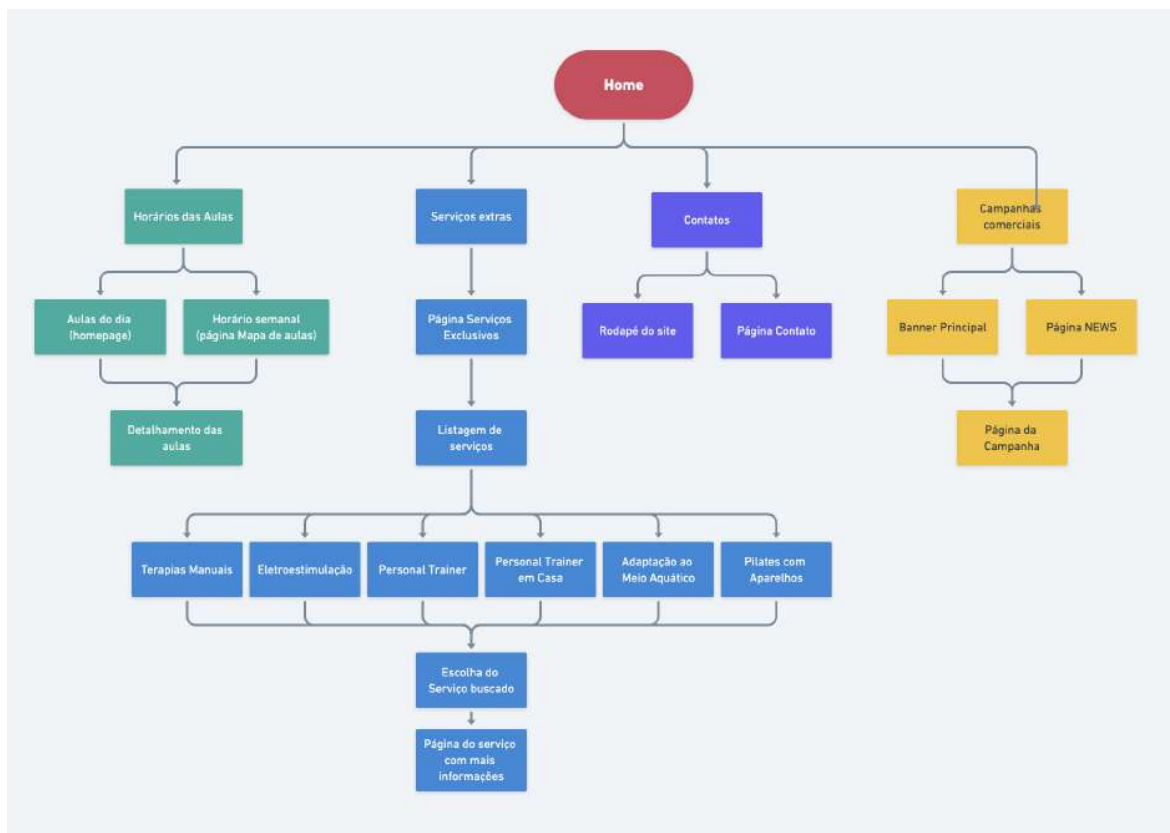 Home
Horários das Aulas
Serviços extras
Contatos
Campanhas
comerciais
Aulas do dia
(homepage)
Horário semanal
(página Mapa de aulas)
Página Serviços
Exclusivos
Rodapé do site
Página Contato
Banner Principal
Página NEWS
Detalhamento das
aulas
Listagem de
serviços
Página da
Campanha
Terapias Manuais
Eletroestimulação
Personal Trainer
Personal Trainer
em Casa
Adaptação ao
Meio Aquático
Pilates com
Aparelhos
Escolha do
Serviço buscado
Página do serviço
com mais
informações